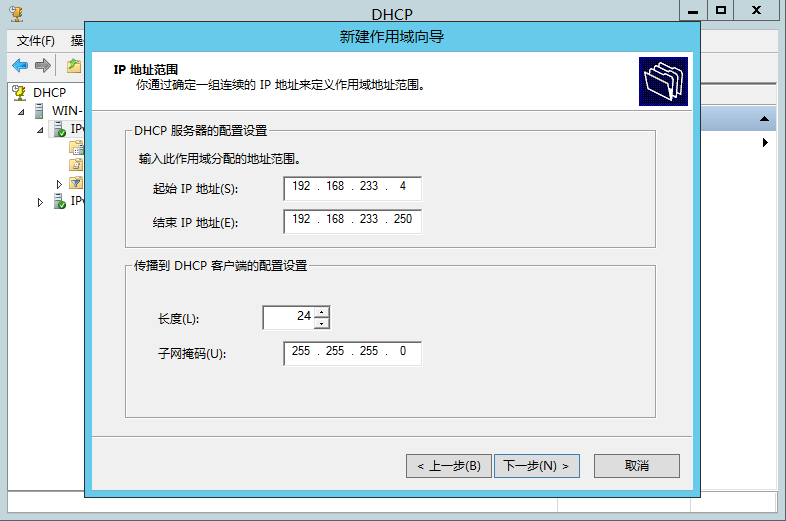 DHCP
文件(F)
新建作用域向导
IP 地址范围
你通过确定一组连续的 IP 地址来定义作用域地址范围。
DHCP
WIN-
DHCP 服务器的配置设置
输入此作用域分配的地址范围。
起始 IP 地址(S):
192 . 168 . 233 . 4
结束 IP 地址(E):
192 . 168 . 233 . 250
传播到 DHCP 客户端的配置设置
长度(L):
24
子网掩码(U):
255 . 255 . 255 . 0
< 上一步(B)
下一步(N) >
取消